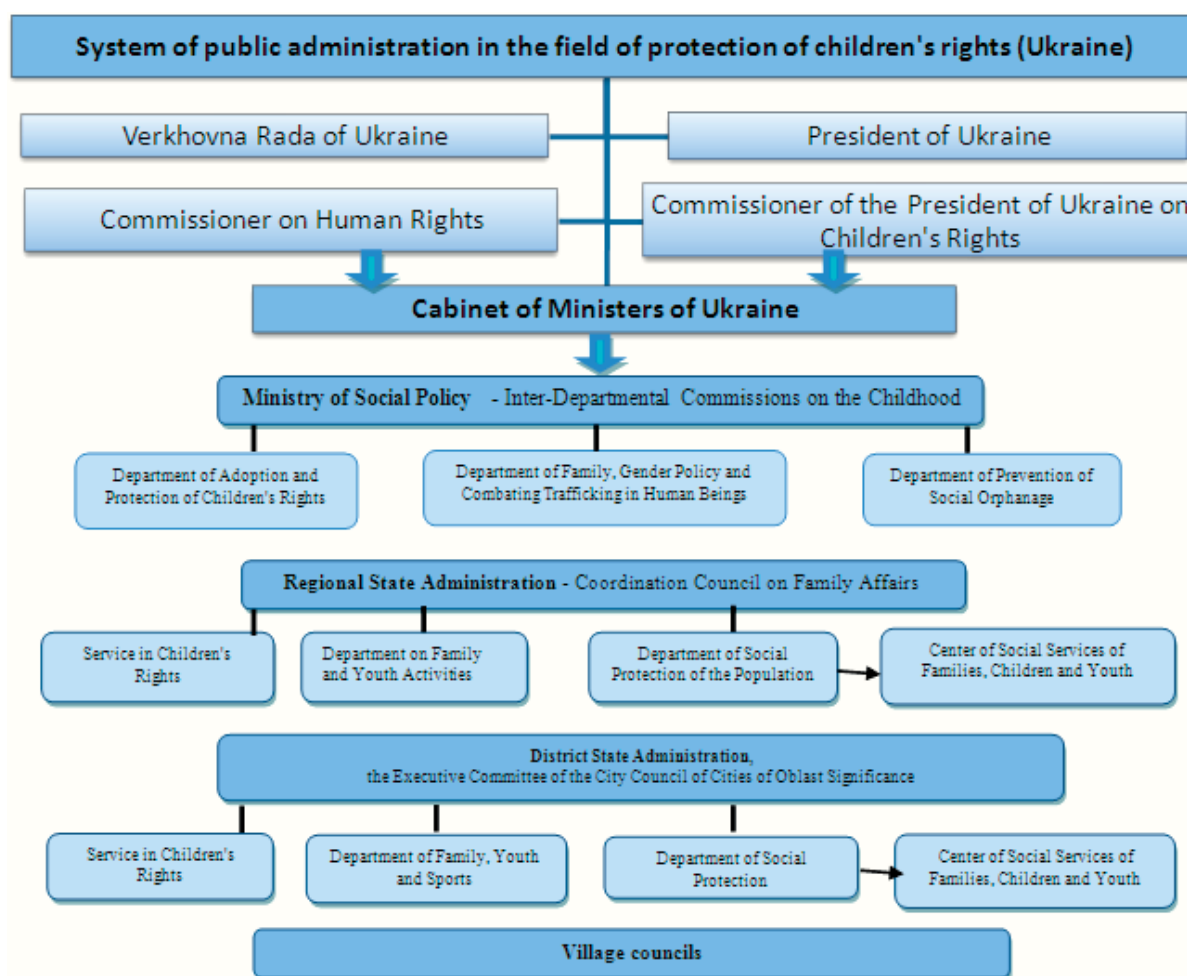 System of public administration in the field of protection of children's rights (Ukraine)
Verkhovna Rada of Ukraine
President of Ukraine
Commissioner on Human Rights
Commissioner of the President of Ukraine on
Children's Rights
Cabinet of Ministers of Ukraine
Ministry of Social Policy - Inter-Departmental Commissions on the Childhood
Department of Adoption and
Protection of Children's Rights
Department of Family, Gender Policy and
Combating Trafficking in Human Beings
Department of Prevention of
Social Orphanage
Regional State Administration - Coordination Council on Family Affairs
Service in Children's
Rights
Department on Family
and Youth Activities
Department of Social
Protection of the Population
Center of Social Services of
Families, Children and Youth
District State Administration,
the Executive Committee of the City Council of Cities of Oblast Significance
Service in Children's
Rights
Department of Family, Youth
and Sports
Department of Social
Protection
Center of Social Services of
Families, Children and Youth
Village councils